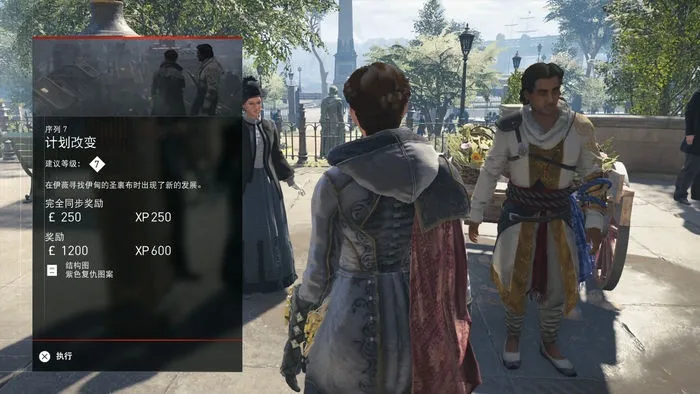 序列 7
计划改变
建议等级: 7
在伊薇寻找伊甸的圣裹布时出现了新的发展。
完全同步奖励
£ 250 XP 250
奖励
£ 1200 XP 600
结构图
紫色复仇图案
执行